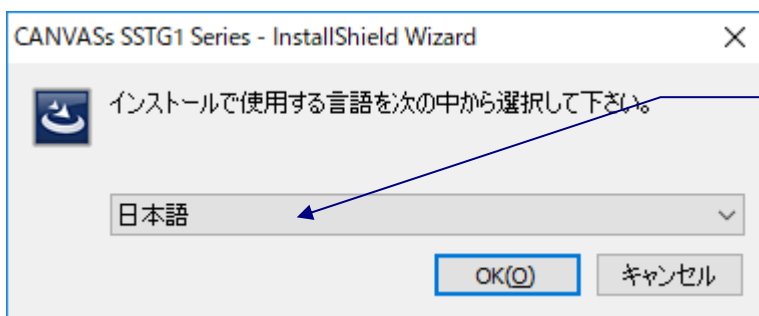 CANVASs SSTG1 Series - InstallShield Wizard
インストールで使用する言語を次の中から選択して下さい。
日本語
OK(O)
キャンセル